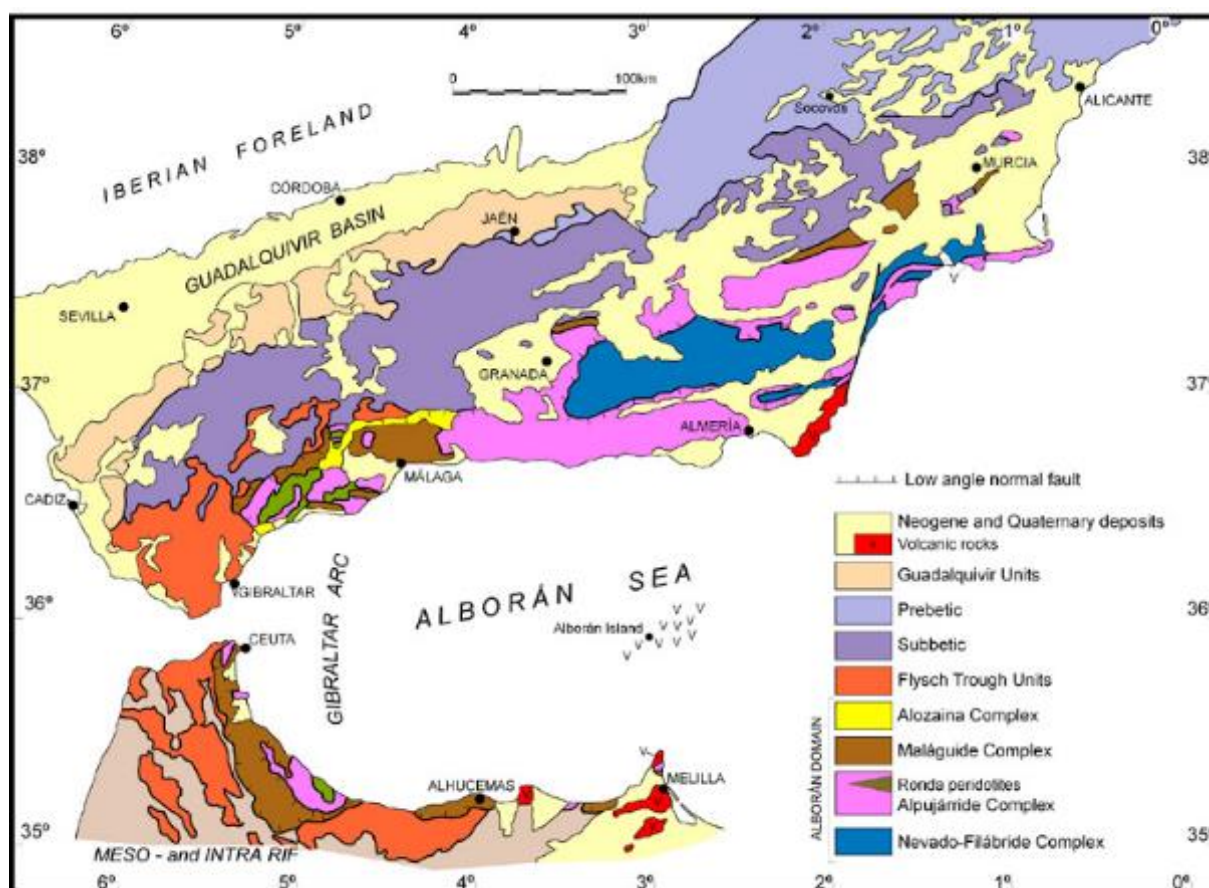 6° 5° 4° 3° 2° 1° 0°
0 100km
Socovos
ALICANTE
IBERIAN FORELAND
38° 38°
MURCIA
CÓRDOBA
JAÉN
GUADALQUIVIR BASIN
SEVILLA
V
GRANADA
37° 37°
ALMERÍA
MÁLAGA
CADIZ
Low angle normal fault
Neogene and Quaternary deposits
Volcanic rocks
GIBRALTAR
Guadalquivir Units
ALBORÁN SEA
36° 36°
Prebetic
Alborán Island
V V V V V V V V V V
CEUTA
GIBRALTAR ARC
Subbetic
Flysch Trough Units
Alozaina Complex
Maláguide Complex
V
ALHUCEMAS
MELILLA
Ronda peridotites
Alpujárride Complex
ALBORÁN DOMAIN
35° 35°
Nevado-Filábride Complex
MESO - and INTRA RIF
6° 5° 4° 3° 2° 1°